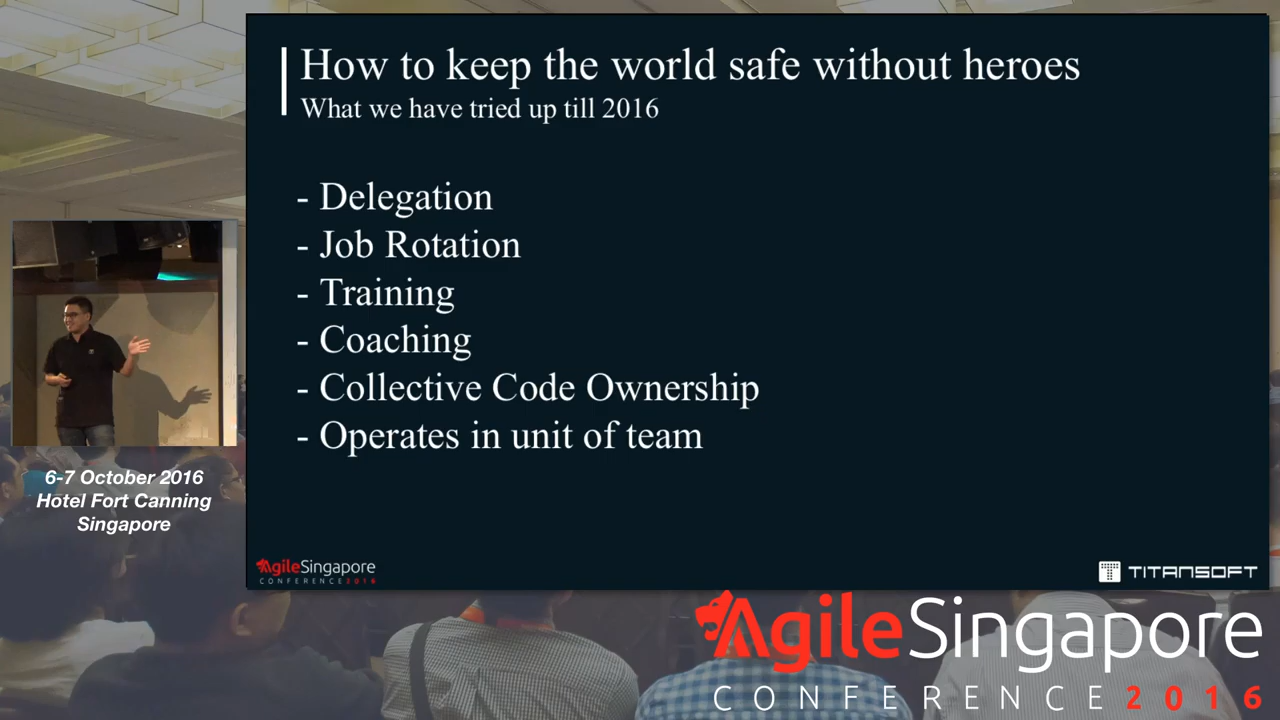 How to keep the world safe without heroes
What we have tried up till 2016
- Delegation
- Job Rotation
- Training
- Coaching
- Collective Code Ownership
- Operates in unit of team
AgileSingapore
CONFERENCE2016
TITANSOFT
6-7 October 2016
Hotel Fort Canning
Singapore
AgileSingapore
CONFERENCE 2016